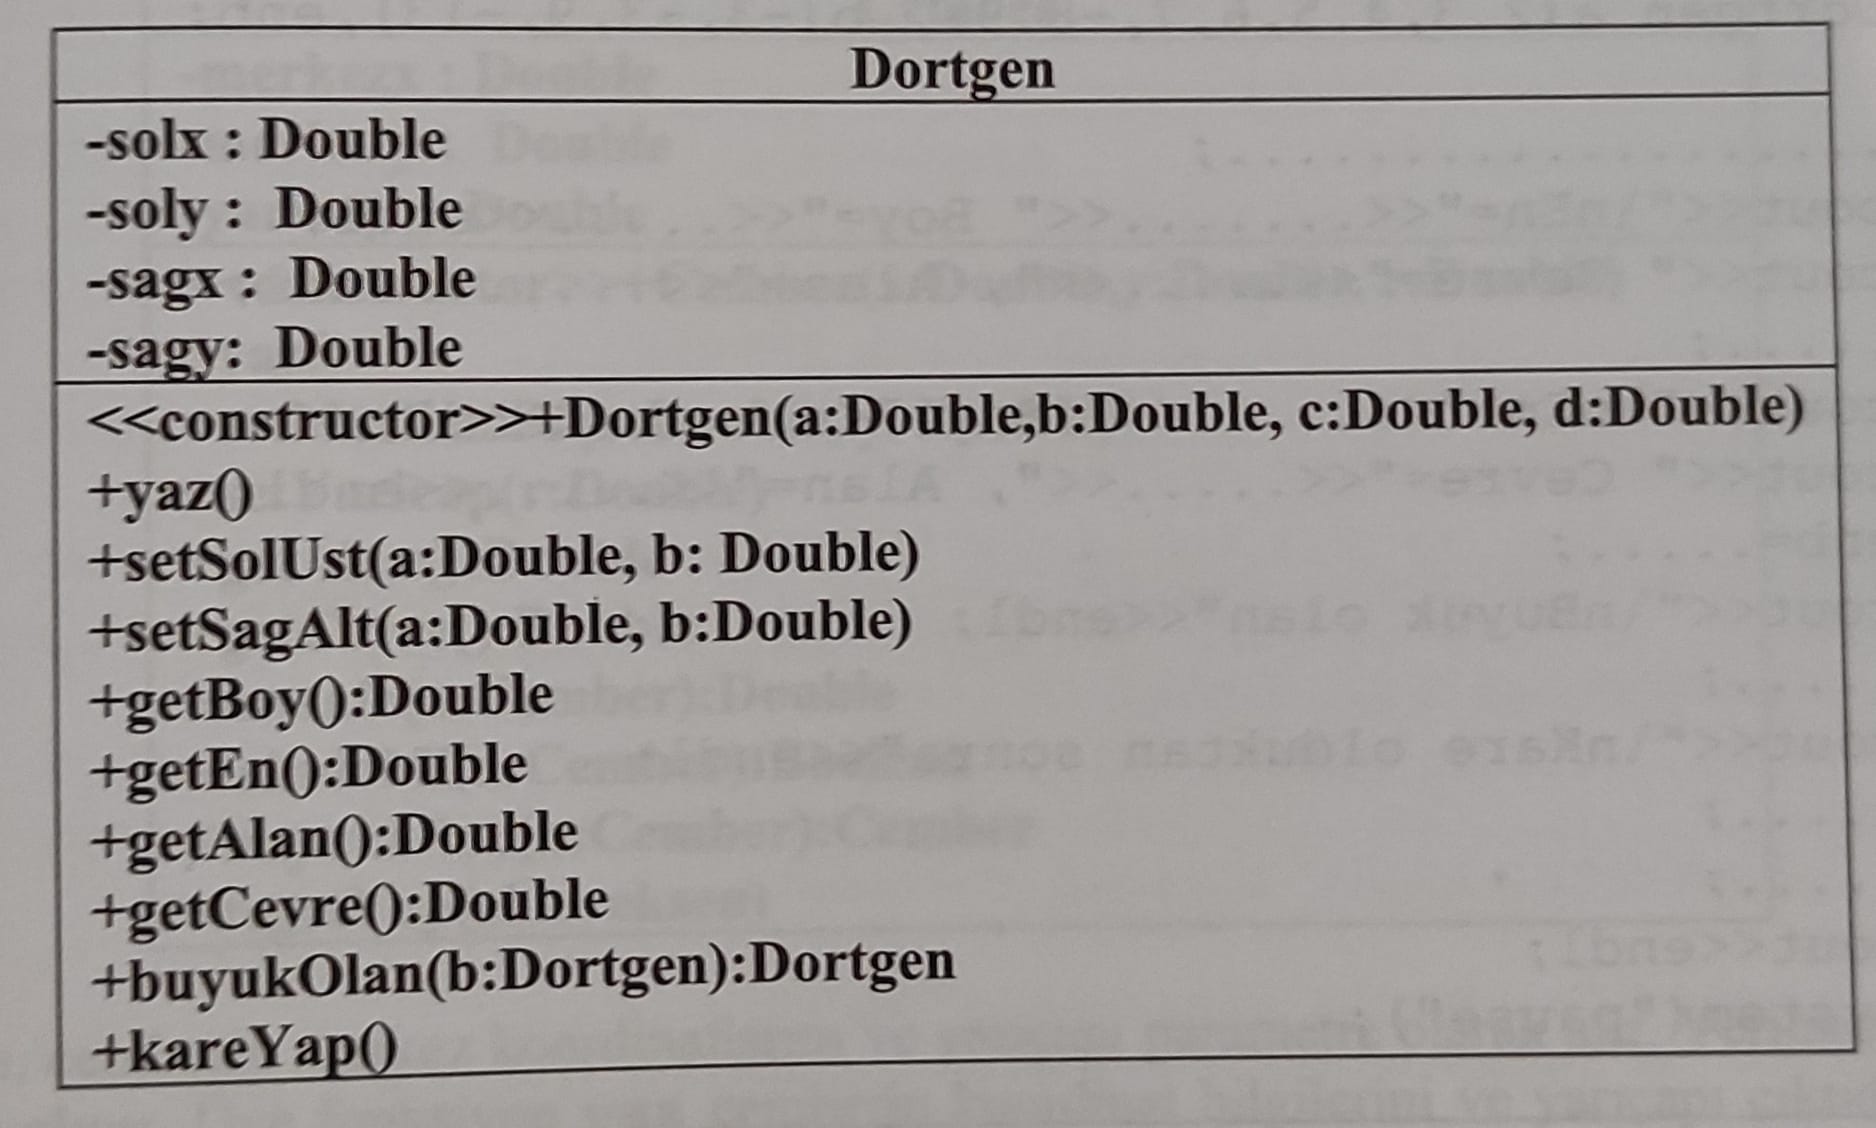 Dortgen
-solx : Double
-soly : Double
-sagx : Double
-sagy: Double
<<constructor>>+Dortgen(a:Double,b:Double, c:Double, d:Double)
+yaz()
+setSolUst(a:Double, b: Double)
+setSagAlt(a:Double, b:Double)
+getBoy():Double
+getEn():Double
+getAlan():Double
+getCevre():Double
+buyukOlan(b:Dortgen):Dortgen
+kareYap()